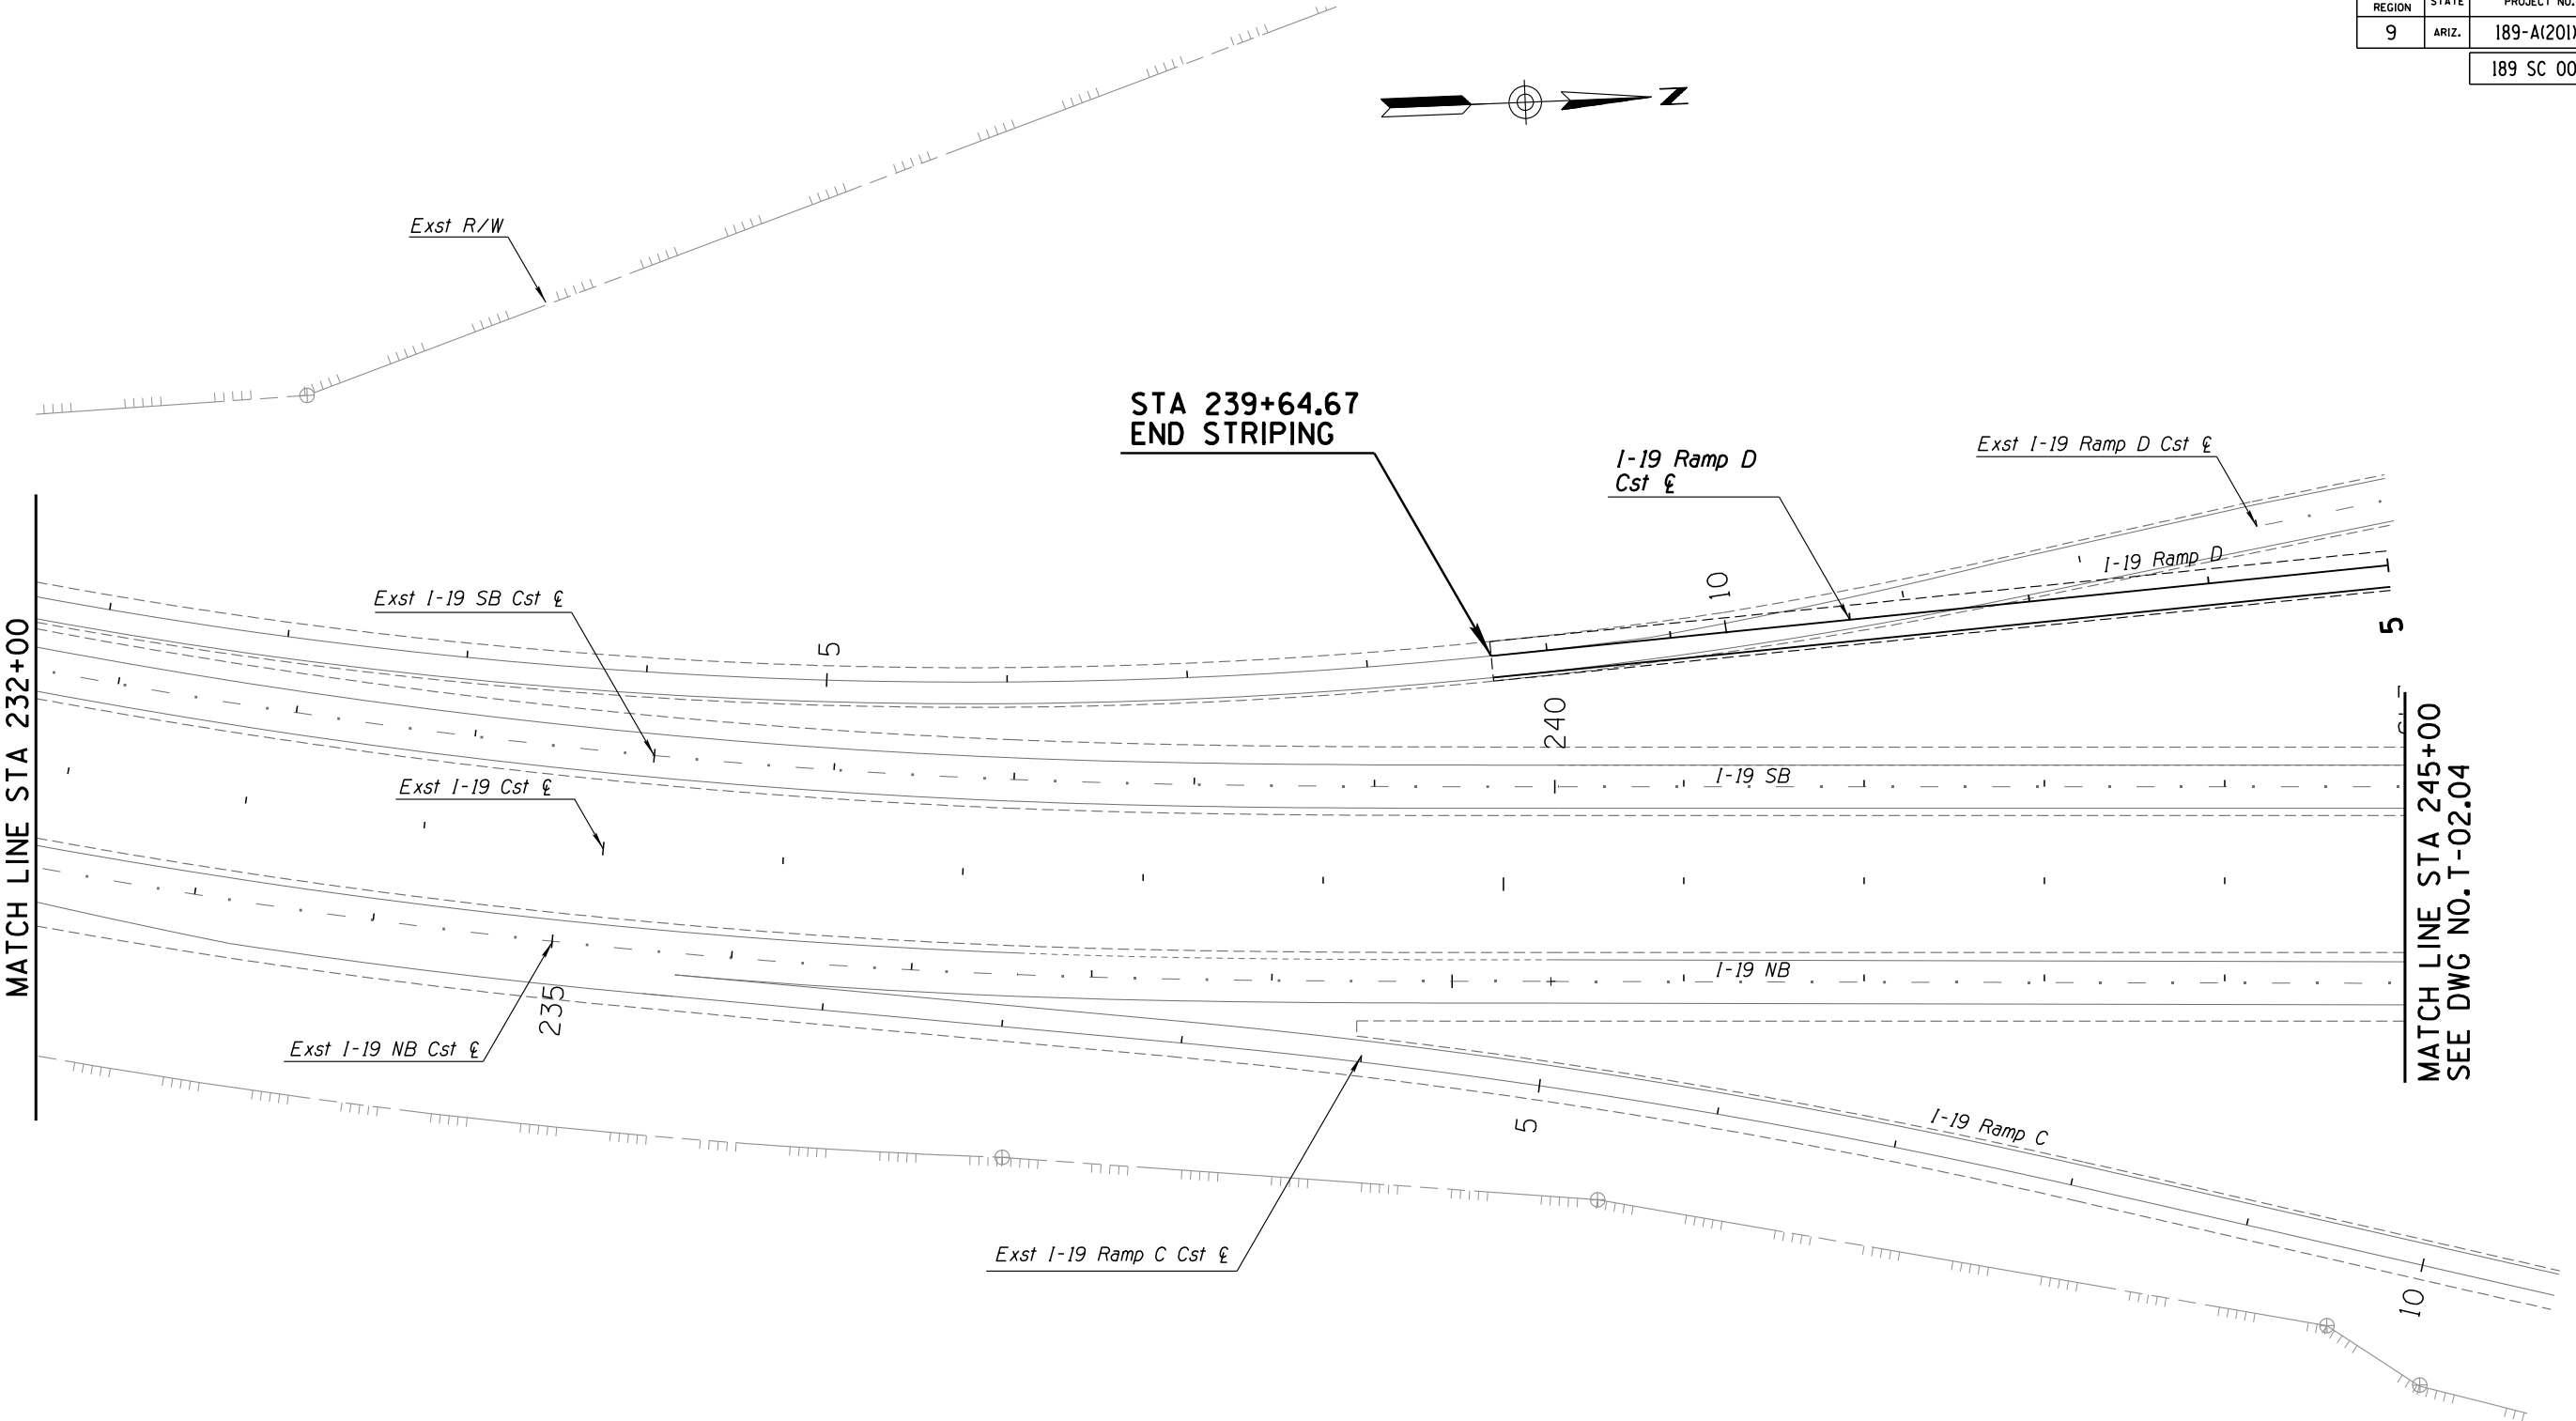 REGION STATE PROJECT NO.
9 ARIZ. 189-A(201)
189 SC 00
N
Exst R/W
STA 239+64.67
END STRIPING
I-19 Ramp D
Cst ℄
Exst I-19 Ramp D Cst ℄
I-19 Ramp D
10
5
Exst I-19 SB Cst ℄
5
MATCH LINE STA 232+00
240
I-19 SB
Exst I-19 Cst ℄
I-19 NB
MATCH LINE STA 245+00
SEE DWG NO.T-02.04
235
Exst I-19 NB Cst ℄
5
I-19 Ramp C
Exst I-19 Ramp C Cst ℄
10